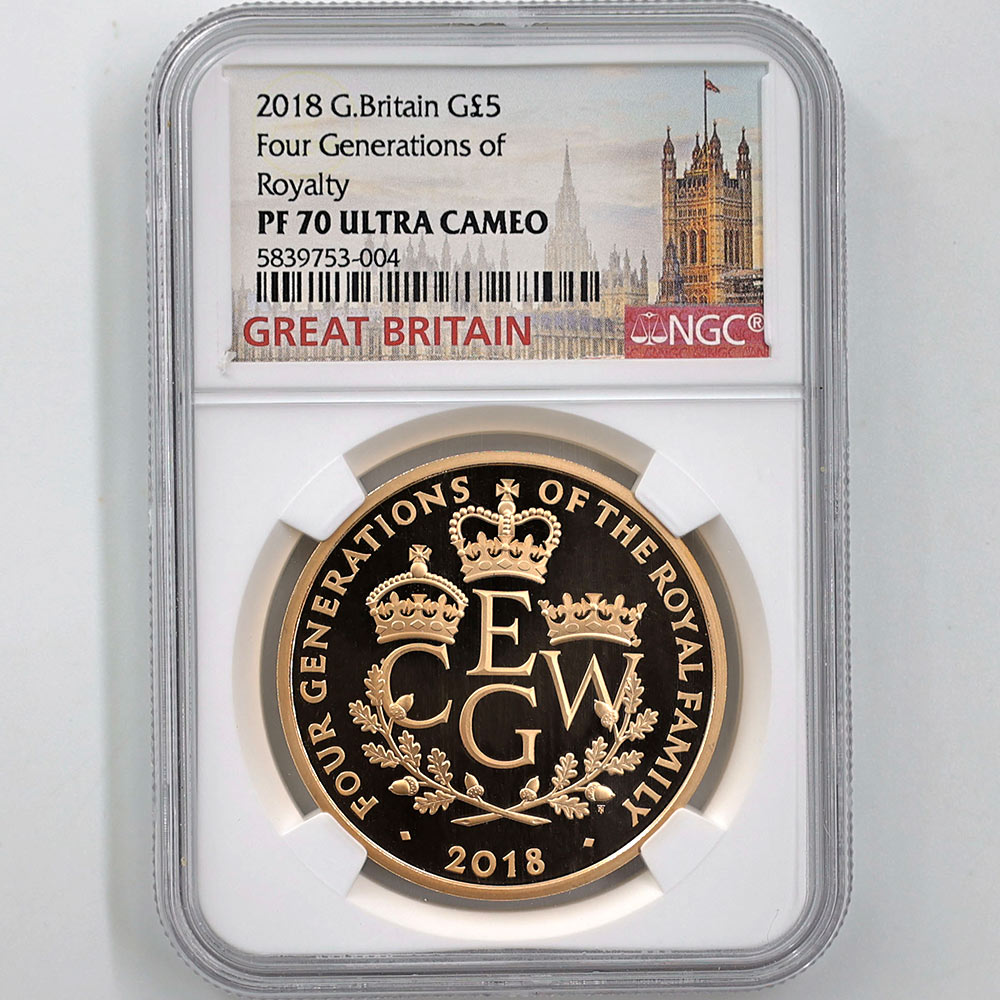 2018 G.Britain G£5
Four Generations of
Royalty
PF 70 ULTRA CAMEO
5839753-004
GREAT BRITAIN
NGC®
FOUR GENERATIONS OF THE ROYAL FAMILY
E
C W
G
· 2018 ·